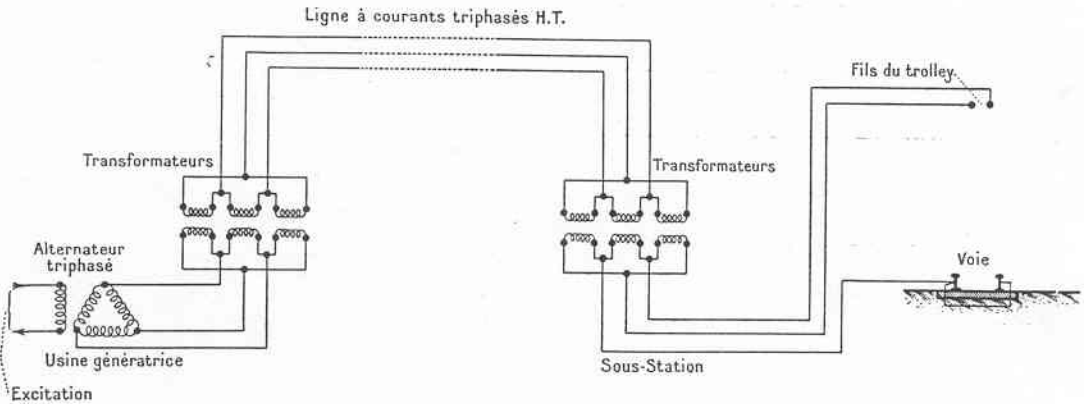 Ligne à courants triphasés H.T.
Fils du trolley
Transformateurs
Transformateurs
Alternateur
triphasé
Voie
Usine génératrice
Sous-Station
Excitation